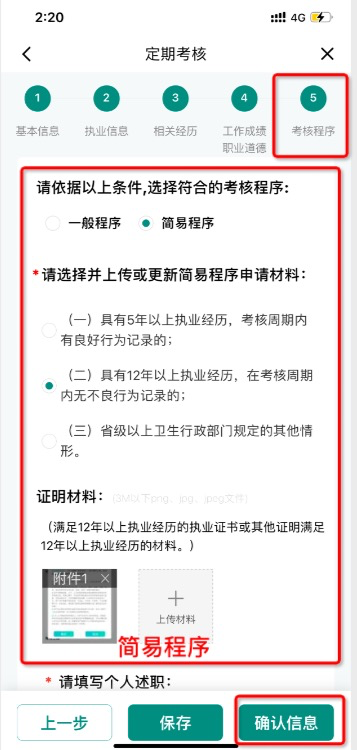 2:20
4G
定期考核
1
2
3
4
5
基本信息
执业信息
相关经历
工作成绩
职业道德
考核程序
请依据以上条件,选择符合的考核程序:
一般程序
简易程序
*请选择并上传或更新简易程序申请材料：
（一）具有5年以上执业经历，考核周期内
有良好行为记录的；
（二）具有12年以上执业经历，在考核周期
内无不良行为记录的；
（三）省级以上卫生行政部门规定的其他情
形。
证明材料：(3M以下png、jpg、jpeg文件)
（满足12年以上执业经历的执业证书或其他证明满足
12年以上执业经历的材料。）
附件1
上传材料
简易程序
* 请填写个人述职：
上一步
保存
确认信息